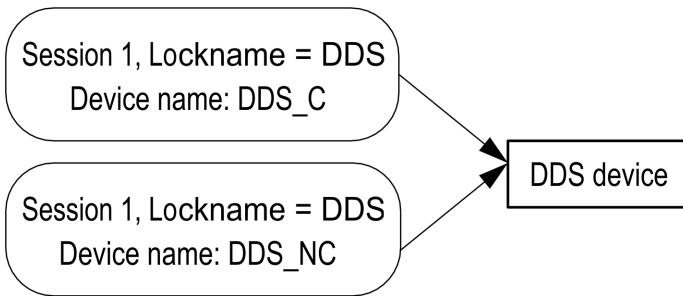 Session 1, Lockname = DDS
Device name: DDS_C
DDS device
Session 1, Lockname = DDS
Device name: DDS_NC